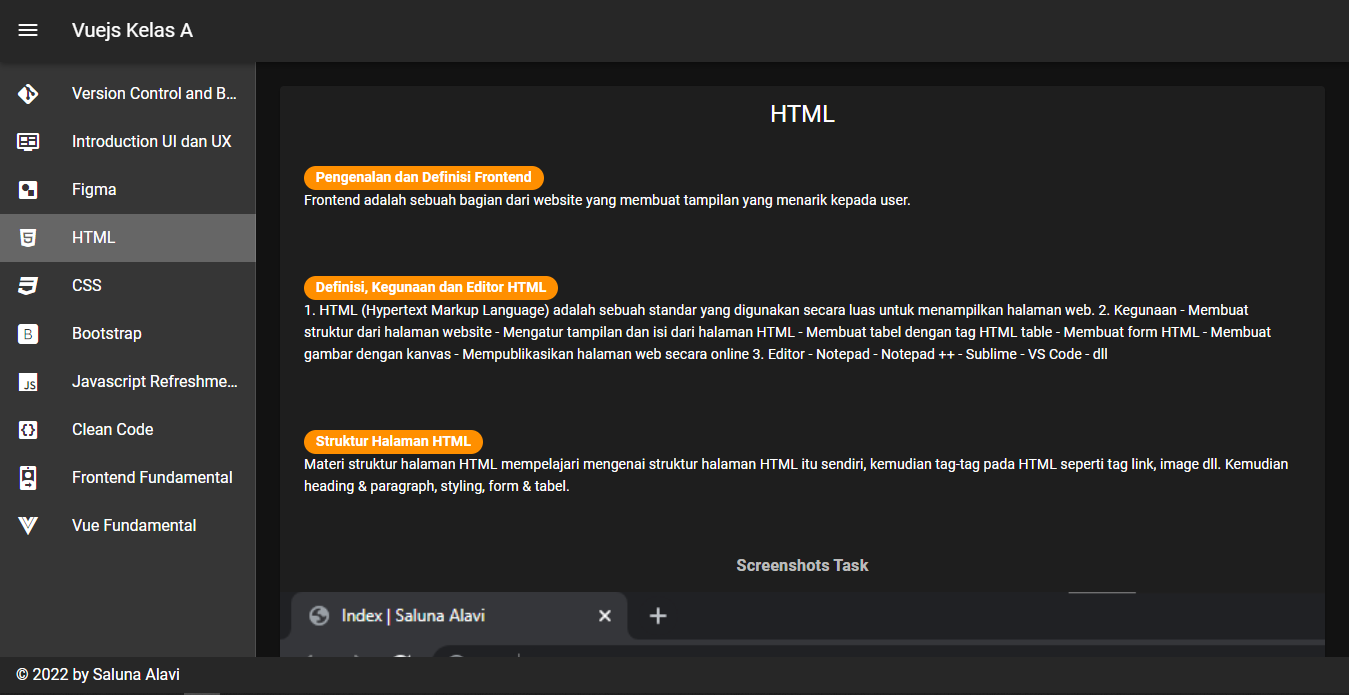 Vuejs Kelas A
Version Control and B...
Introduction UI dan UX
Figma
HTML
CSS
Bootstrap
Javascript Refreshme...
Clean Code
Frontend Fundamental
Vue Fundamental
HTML
Pengenalan dan Definisi Frontend
Frontend adalah sebuah bagian dari website yang membuat tampilan yang menarik kepada user.
Definisi, Kegunaan dan Editor HTML
1. HTML (Hypertext Markup Language) adalah sebuah standar yang digunakan secara luas untuk menampilkan halaman web. 2. Kegunaan - Membuat
struktur dari halaman website - Mengatur tampilan dan isi dari halaman HTML - Membuat tabel dengan tag HTML table - Membuat form HTML - Membuat
gambar dengan kanvas - Mempublikasikan halaman web secara online 3. Editor - Notepad - Notepad ++ - Sublime - VS Code - dll
Struktur Halaman HTML
Materi struktur halaman HTML mempelajari mengenai struktur halaman HTML itu sendiri, kemudian tag-tag pada HTML seperti tag link, image dll. Kemudian
heading & paragraph, styling, form & tabel.
Screenshots Task
Index | Saluna Alavi
© 2022 by Saluna Alavi